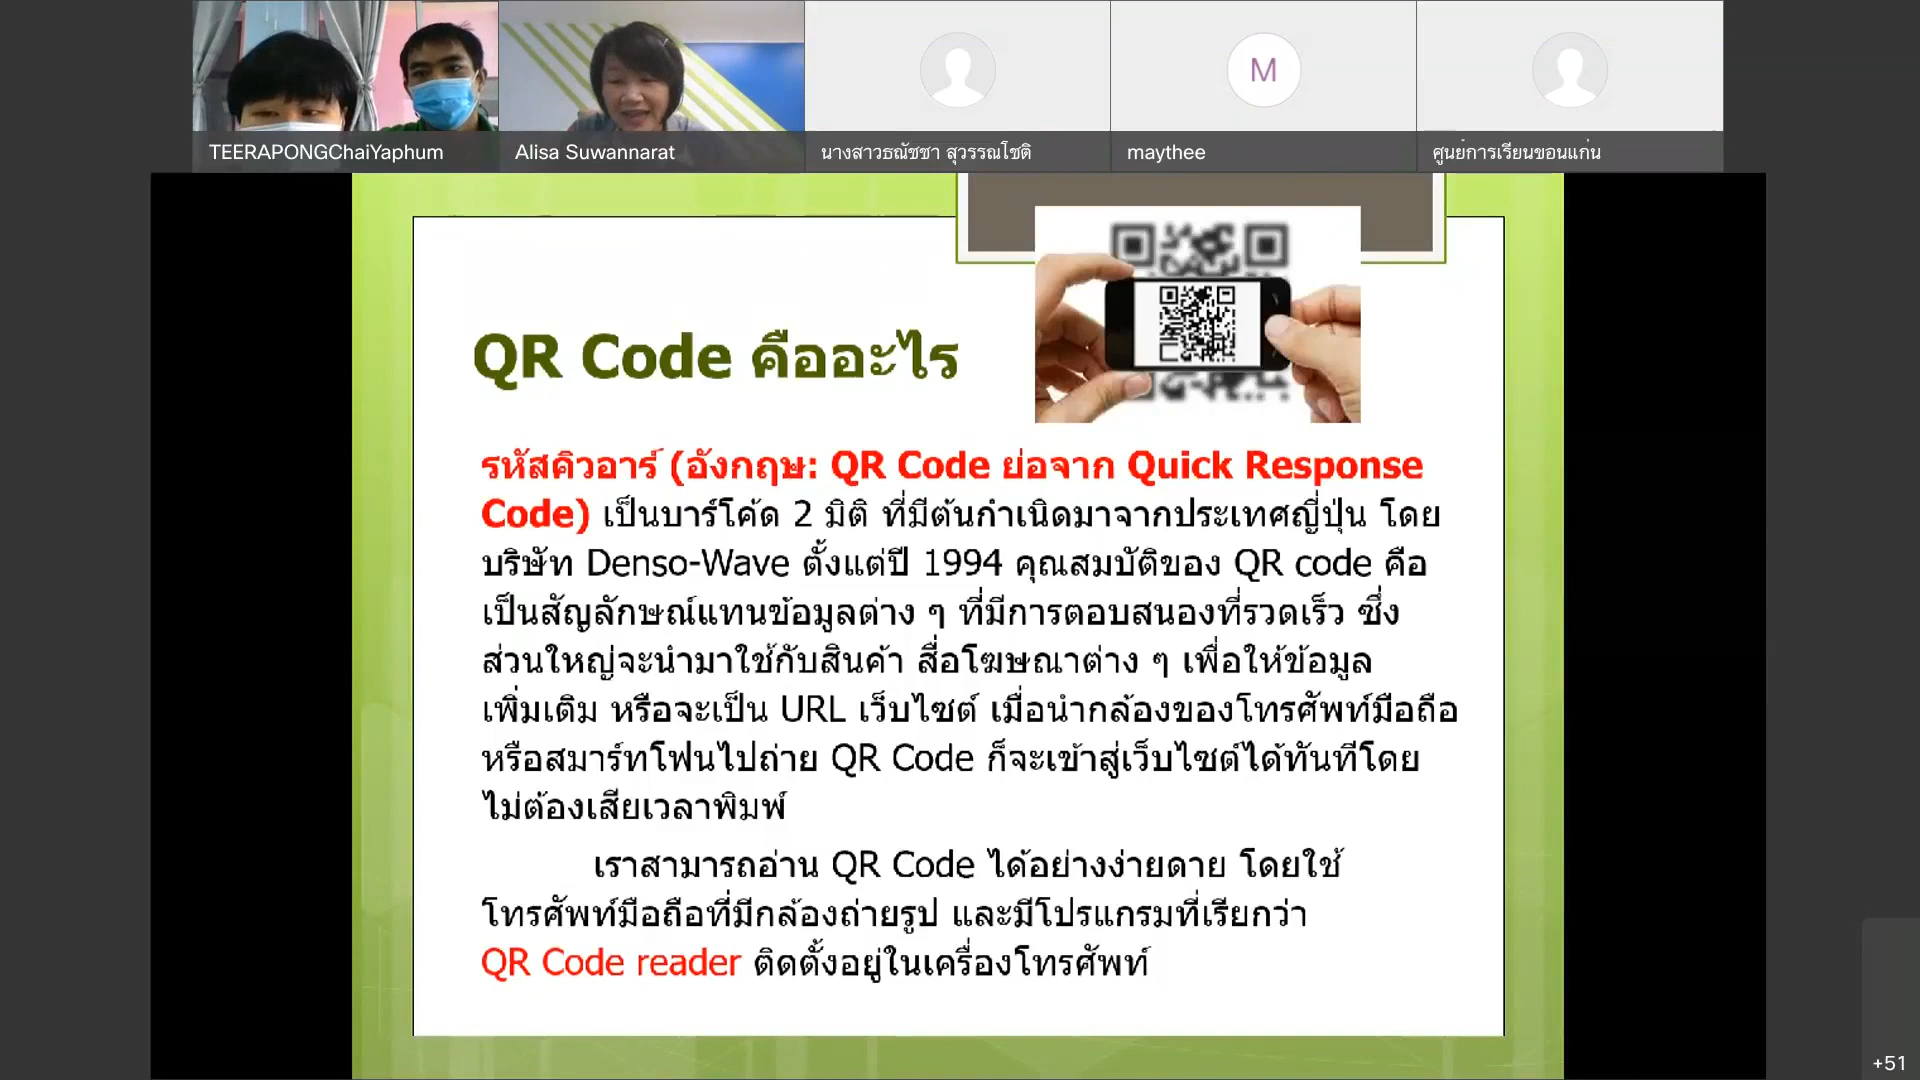 TEERAPONGChaiYaphum
Alisa Suwannarat
นางสาวธณัชชา สุวรรณโชติ
M
maythee
ศูนย์การเรียนขอนแก่น
QR Code คืออะไร
รหัสคิวอาร์ (อังกฤษ: QR Code ย่อจาก Quick Response
Code) เป็นบาร์โค้ด 2 มิติ ที่มีต้นกำเนิดมาจากประเทศญี่ปุ่น โดย
บริษัท Denso-Wave ตั้งแต่ปี 1994 คุณสมบัติของ QR code คือ
เป็นสัญลักษณ์แทนข้อมูลต่าง ๆ ที่มีการตอบสนองที่รวดเร็ว ซึ่ง
ส่วนใหญ่จะนำมาใช้กับสินค้า สื่อโฆษณาต่าง ๆ เพื่อให้ข้อมูล
เพิ่มเติม หรือจะเป็น URL เว็บไซต์ เมื่อนำกล้องของโทรศัพท์มือถือ
หรือสมาร์ทโฟนไปถ่าย QR Code ก็จะเข้าสู่เว็บไซต์ได้ทันทีโดย
ไม่ต้องเสียเวลาพิมพ์
เราสามารถอ่าน QR Code ได้อย่างง่ายดาย โดยใช้
โทรศัพท์มือถือที่มีกล้องถ่ายรูป และมีโปรแกรมที่เรียกว่า
QR Code reader ติดตั้งอยู่ในเครื่องโทรศัพท์
+51